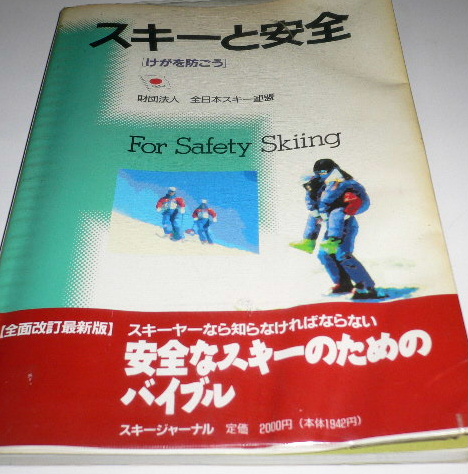 スキーと安全
[けがを防ごう]
財団法人 全日本スキー連盟
For Safety Skiing
【全面改訂最新版】
スキーヤーなら知らなければならない
安全なスキーのための
バイブル
スキージャーナル 定価 2000円(本体1942円)